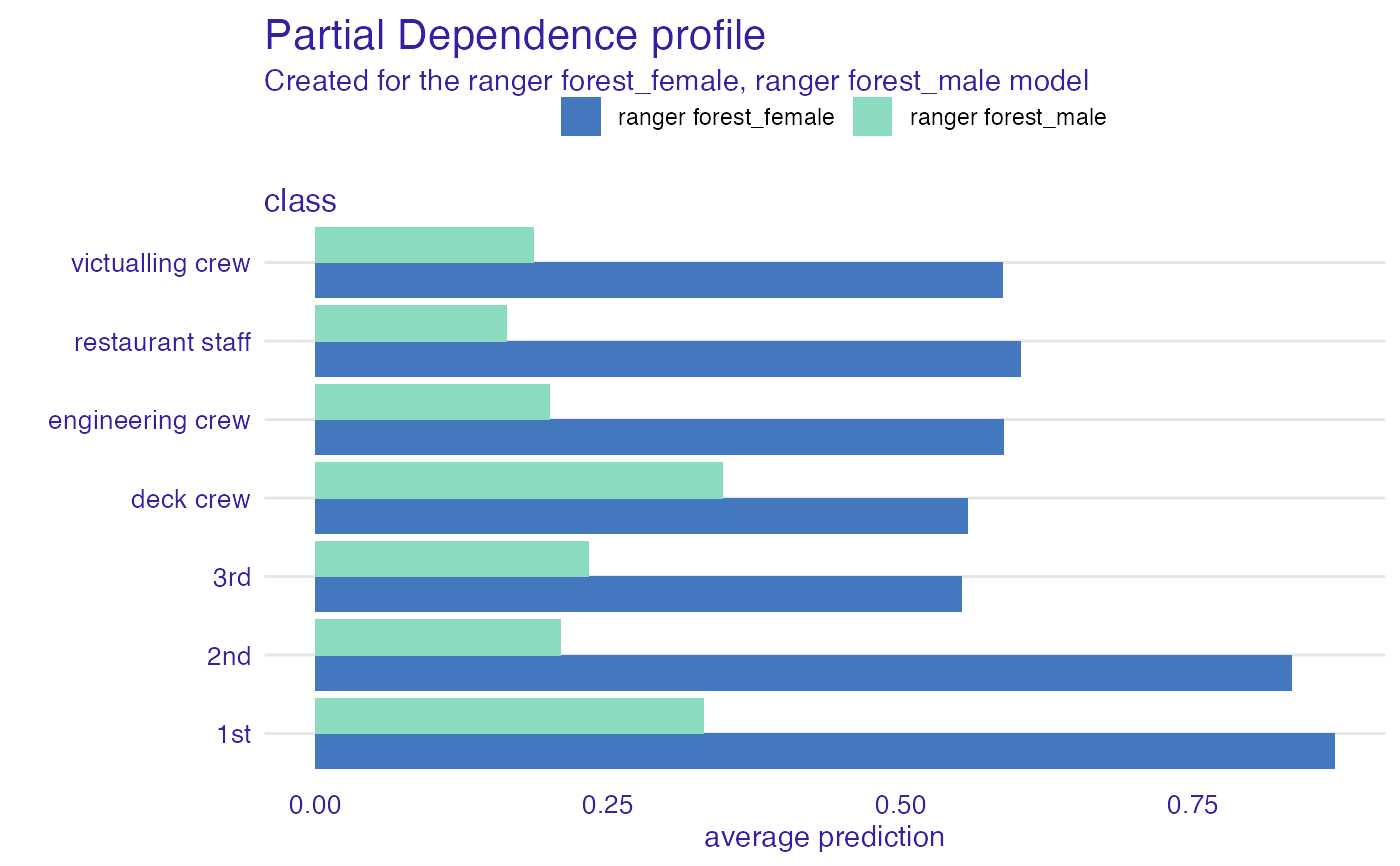 Partial Dependence profile
Created for the ranger forest_female, ranger forest_male model
ranger forest_female ranger forest_male
class
victualling crew
restaurant staff
engineering crew
deck crew
3rd
2nd
1st
0.00 0.25 0.50 0.75
average prediction